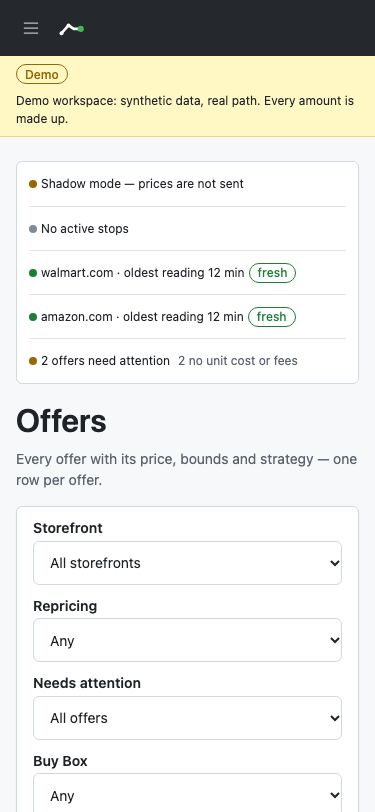 Demo
Demo workspace: synthetic data, real path. Every amount is
made up.
Shadow mode — prices are not sent
No active stops
walmart.com · oldest reading 12 min fresh
amazon.com · oldest reading 12 min fresh
2 offers need attention 2 no unit cost or fees
Offers
Every offer with its price, bounds and strategy — one
row per offer.
Storefront
All storefronts
Repricing
Any
Needs attention
All offers
Buy Box
Any